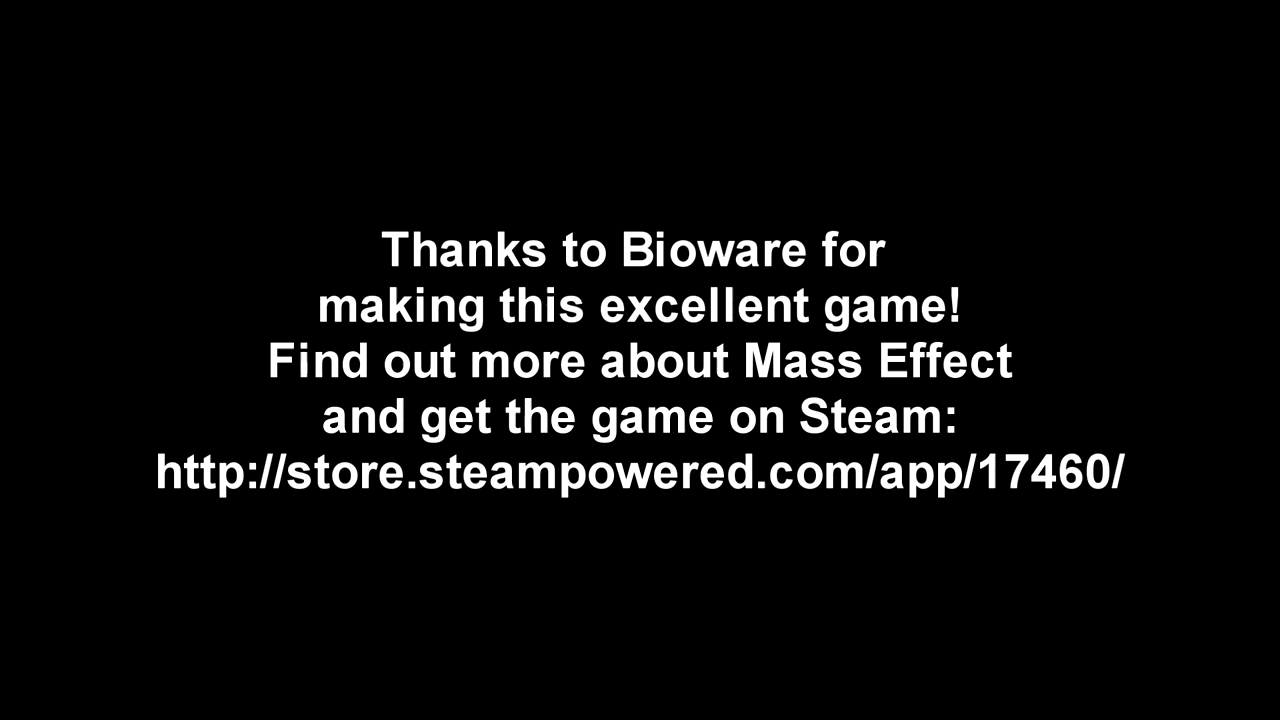 Thanks to Bioware for
making this excellent game!
Find out more about Mass Effect
and get the game on Steam:
http://store.steampowered.com/app/17460/